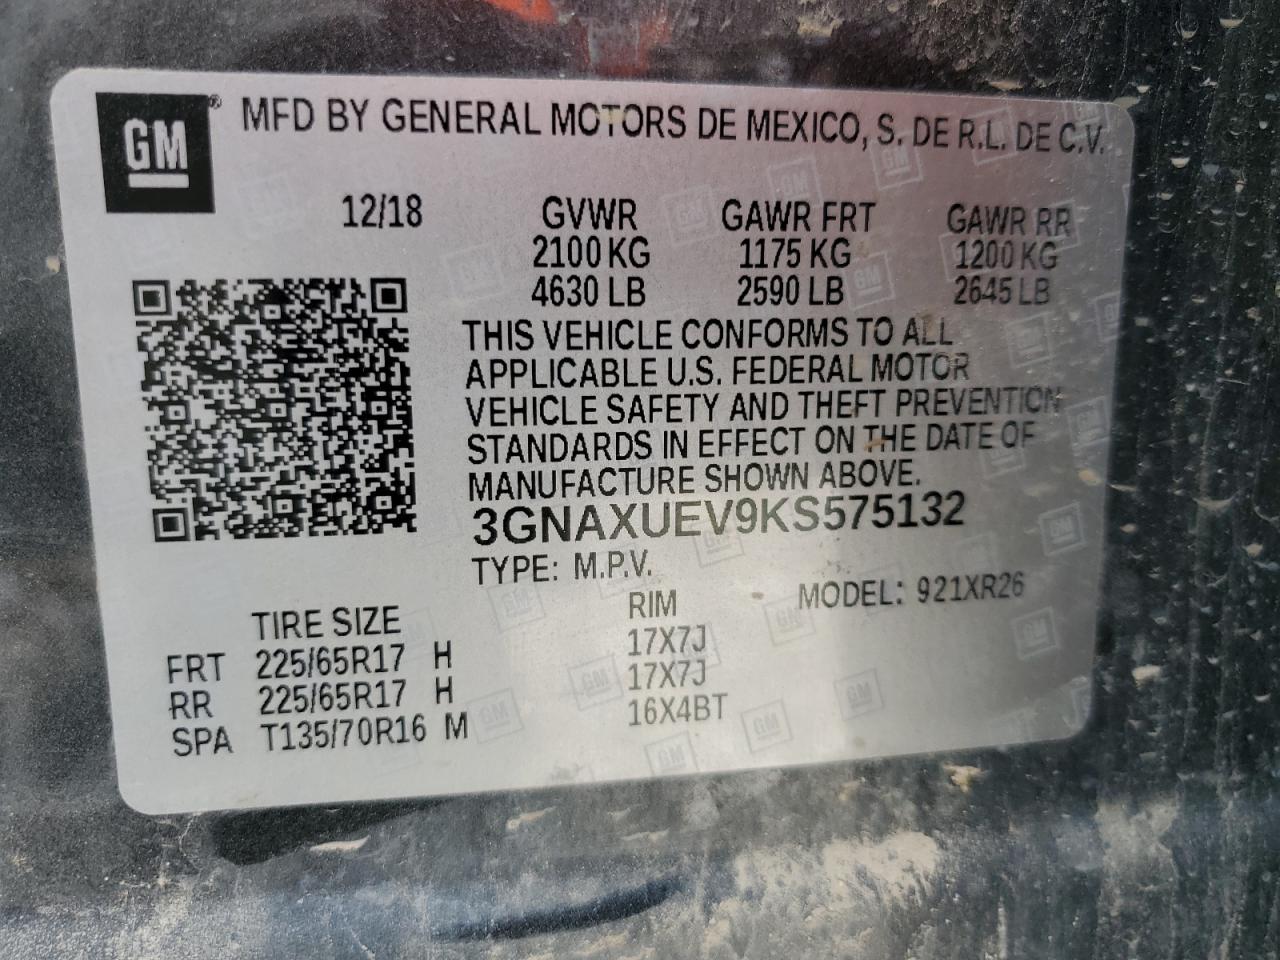 GM ® MFD BY GENERAL MOTORS DE MEXICO, S. DE R.L. DE C.V.
12/18 GVWR GAWR FRT GAWR RR
2100 KG 1175 KG 1200 KG
4630 LB 2590 LB 2645 LB
THIS VEHICLE CONFORMS TO ALL
APPLICABLE U.S. FEDERAL MOTOR
VEHICLE SAFETY AND THEFT PREVENTION
STANDARDS IN EFFECT ON THE DATE OF
MANUFACTURE SHOWN ABOVE.
3GNAXUEV9KS575132
TYPE: M.P.V.
MODEL: 921XR26
TIRE SIZE RIM
FRT 225/65R17 H 17X7J
RR 225/65R17 H 17X7J
SPA T135/70R16 M 16X4BT